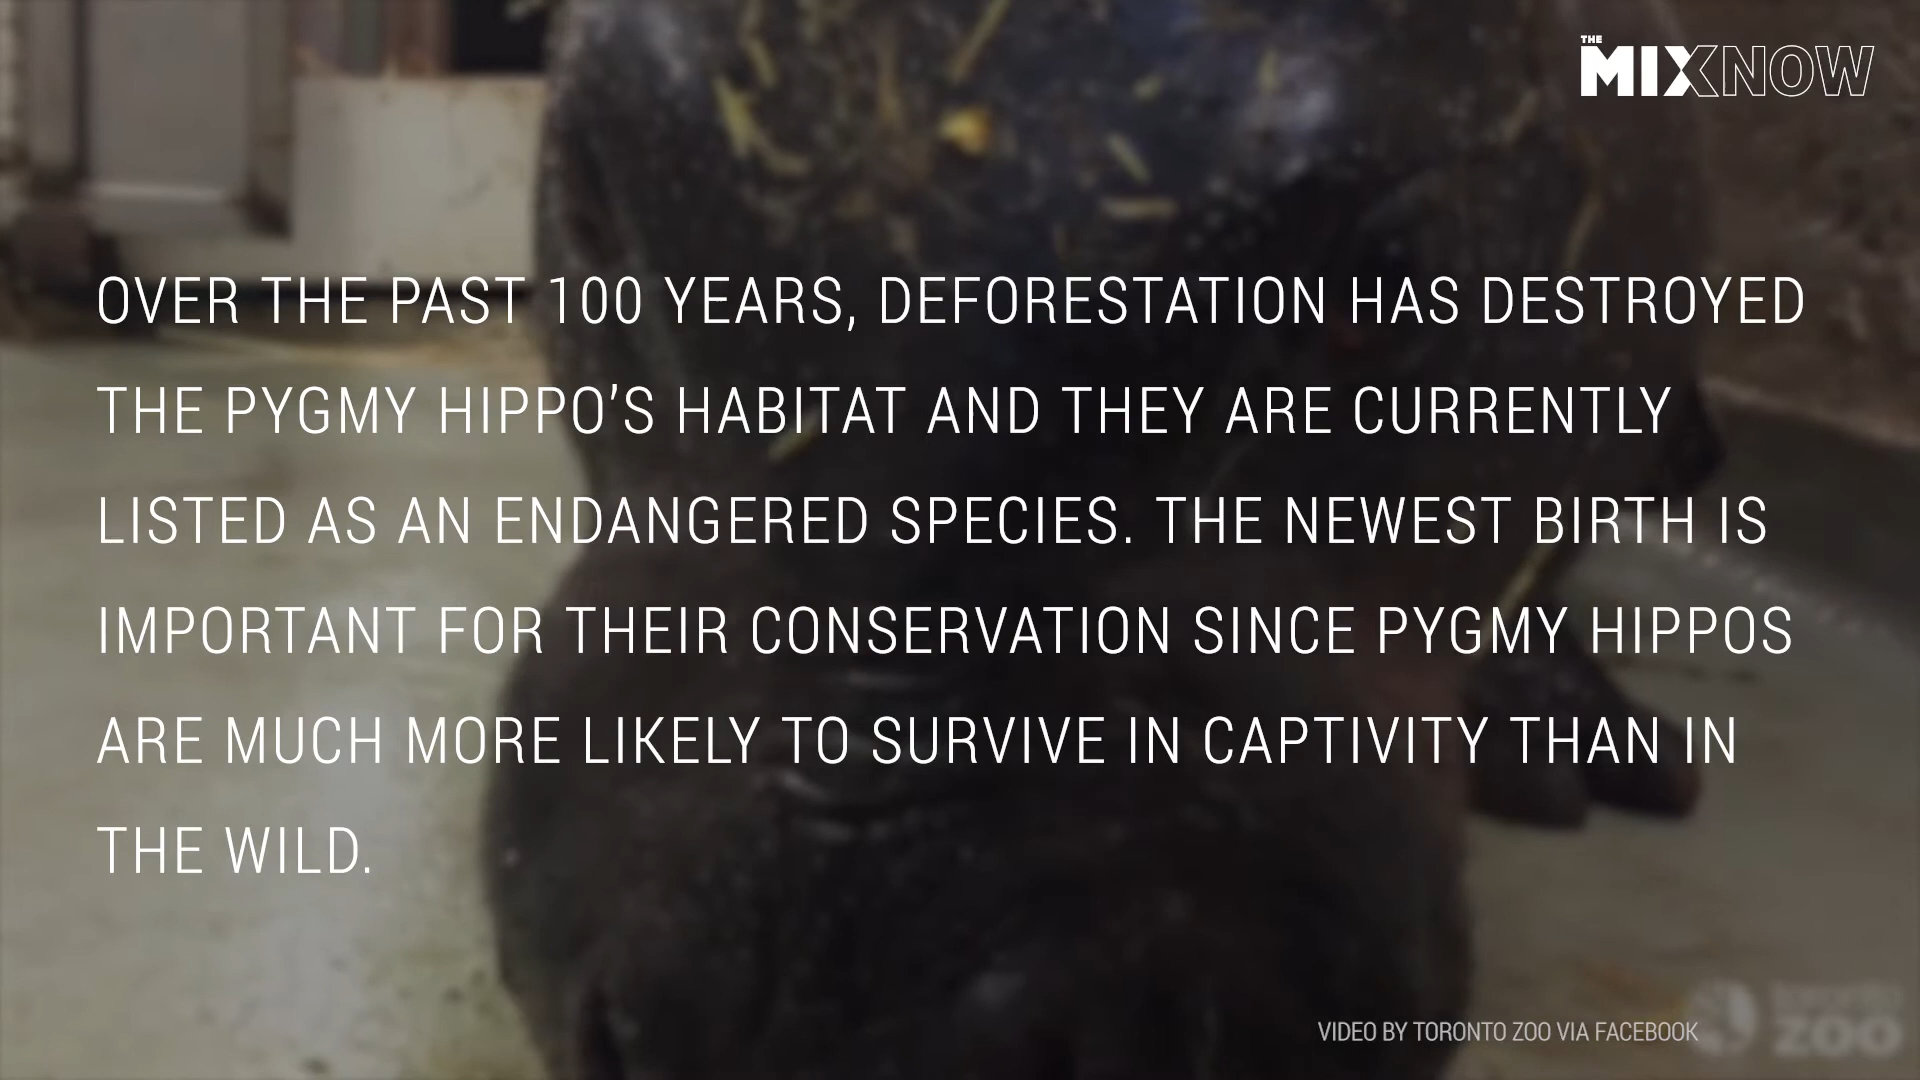 THE
MIXNOW
OVER THE PAST 100 YEARS, DEFORESTATION HAS DESTROYED
THE PYGMY HIPPO’S HABITAT AND THEY ARE CURRENTLY
LISTED AS AN ENDANGERED SPECIES. THE NEWEST BIRTH IS
IMPORTANT FOR THEIR CONSERVATION SINCE PYGMY HIPPOS
ARE MUCH MORE LIKELY TO SURVIVE IN CAPTIVITY THAN IN
THE WILD.
VIDEO BY TORONTO ZOO VIA FACEBOOK
toronto
zoo